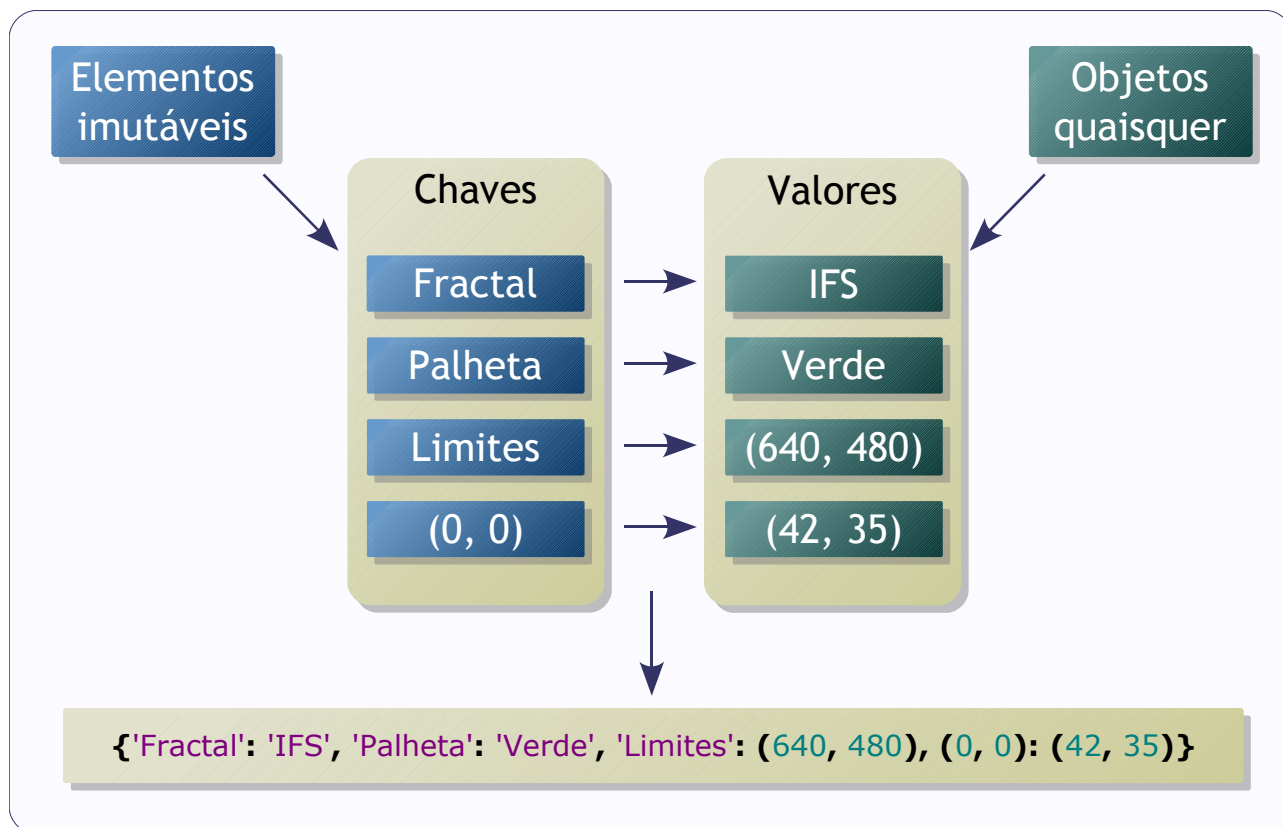 Elementos
imutáveis
Objetos
quaisquer
Chaves
Valores
Fractal
IFS
Palheta
Verde
Limites
(640, 480)
(0, 0)
(42, 35)
{'Fractal': 'IFS', 'Palheta': 'Verde', 'Limites': (640, 480), (0, 0): (42, 35)}